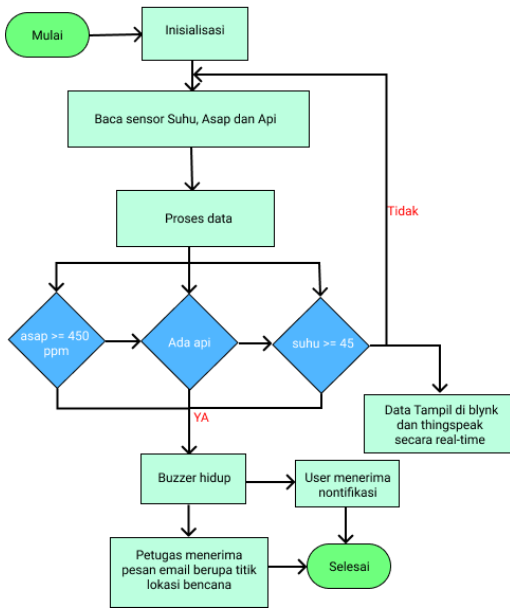 Mulai
Inisialisasi
Baca sensor Suhu, Asap dan Api
Proses data
Tidak
asap >= 450
ppm
Ada api
suhu >= 45
Data Tampil di blynk
dan thingspeak
secara real-time
YA
Buzzer hidup
User menerima
nontifikasi
Petugas menerima
pesan email berupa titik
lokasi bencana
Selesai